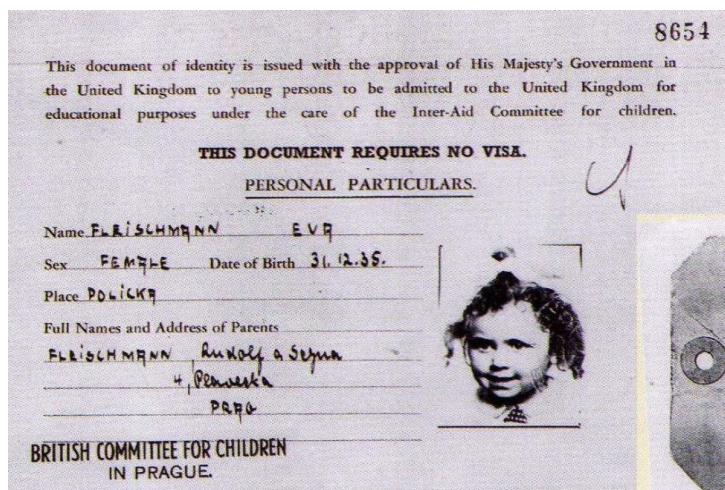 8654
This document of identity is issued with the approval of His Majesty's Government in
the United Kingdom to young persons to be admitted to the United Kingdom for
educational purposes under the care of the Inter-Aid Committee for children.
THIS DOCUMENT REQUIRES NO VISA.
PERSONAL PARTICULARS.
Name FLEISCHMANN EVA
Sex FEMALE Date of Birth 31.12.35.
Place POLICKA
Full Names and Address of Parents
FLEISCHMANN Rudolf a
4,
PRAG
BRITISH COMMITTEE FOR CHILDREN
IN PRAGUE.